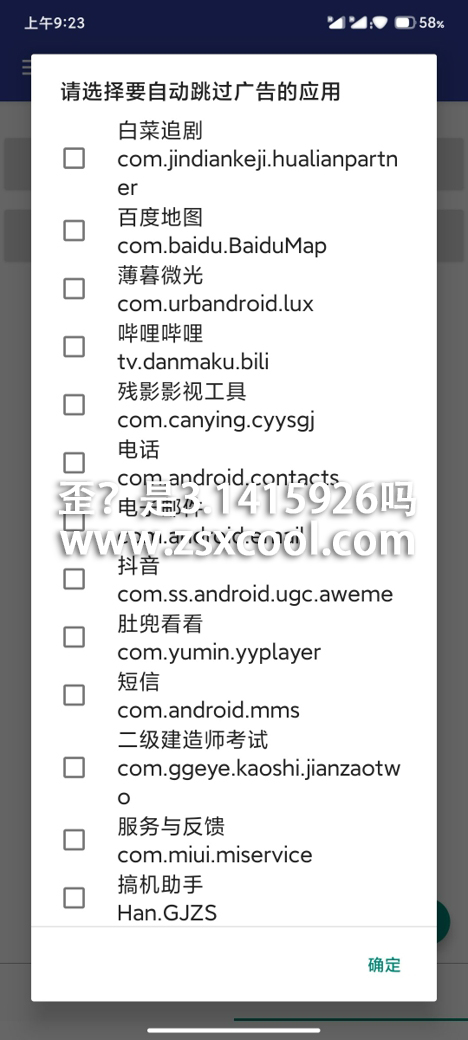 上午9:23
58%
请选择要自动跳过广告的应用
白菜追剧
com.jindiankeji.hualianpartn
er
百度地图
com.baidu.BaiduMap
薄暮微光
com.urbandroid.lux
哔哩哔哩
tv.danmaku.bili
残影影视工具
com.canying.cyysgj
电话
com.android.contacts
歪？是3.1415926吗
电子邮件
com.android.email
www.zsxcool.com
抖音
com.ss.android.ugc.aweme
肚兜看看
com.yumin.yyplayer
短信
com.android.mms
二级建造师考试
com.ggeye.kaoshi.jianzaotw
o
服务与反馈
com.miui.miservice
搞机助手
Han.GJZS
确定